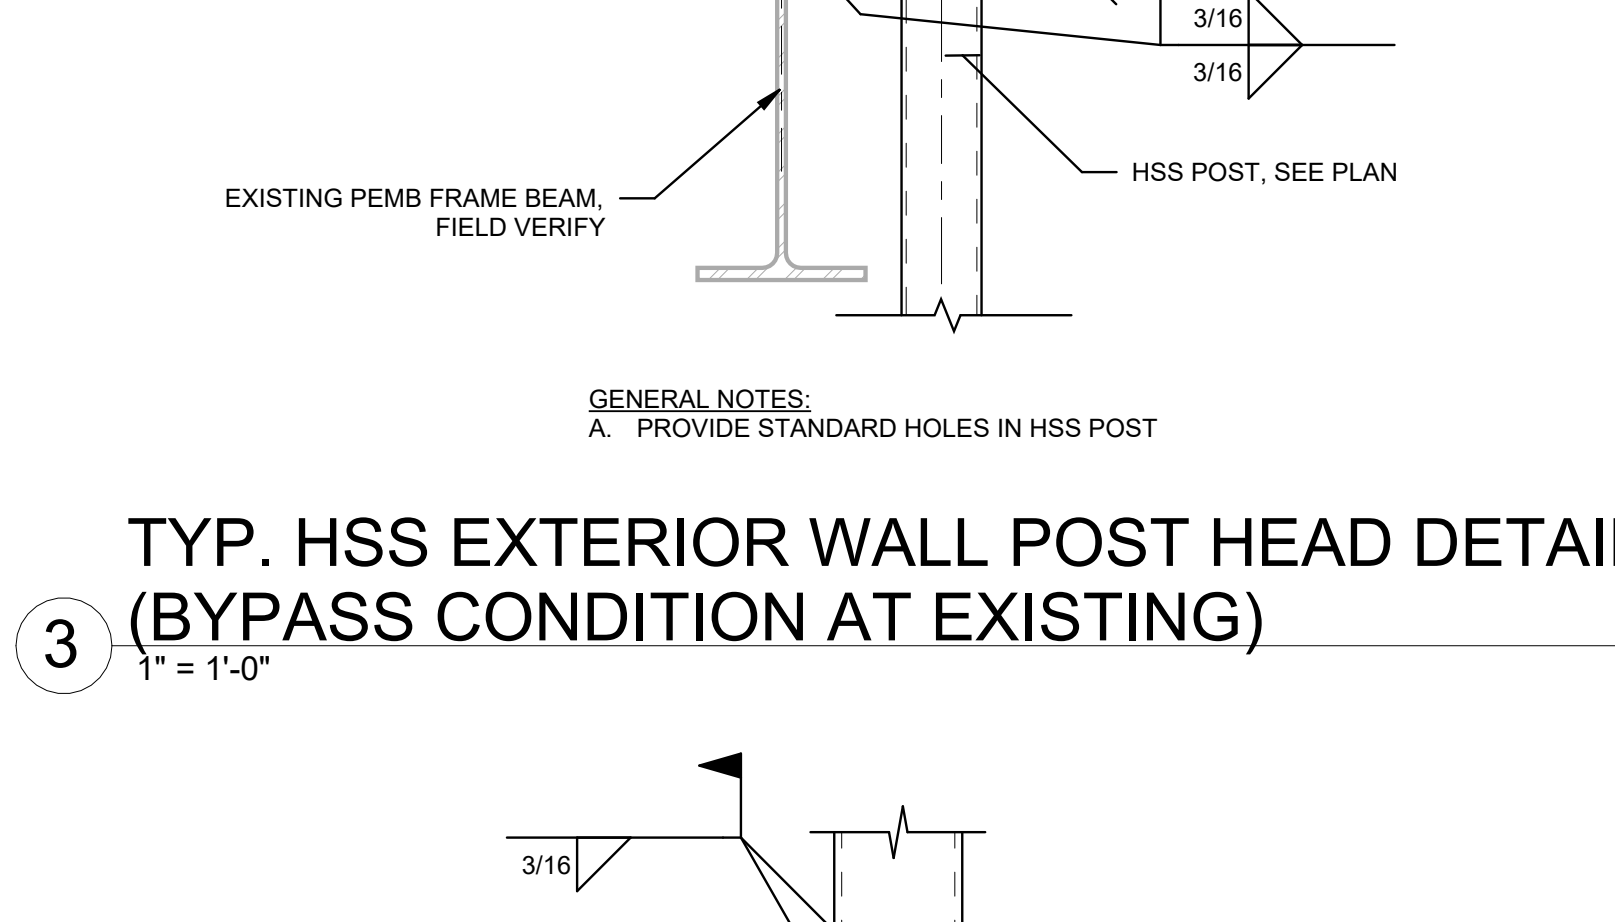 3/16
3/16
HSS POST, SEE PLAN
EXISTING PEMB FRAME BEAM,
FIELD VERIFY
GENERAL NOTES:
A. PROVIDE STANDARD HOLES IN HSS POST
TYP. HSS EXTERIOR WALL POST HEAD DETAIL
(BYPASS CONDITION AT EXISTING)
3
1" = 1'-0"
3/16